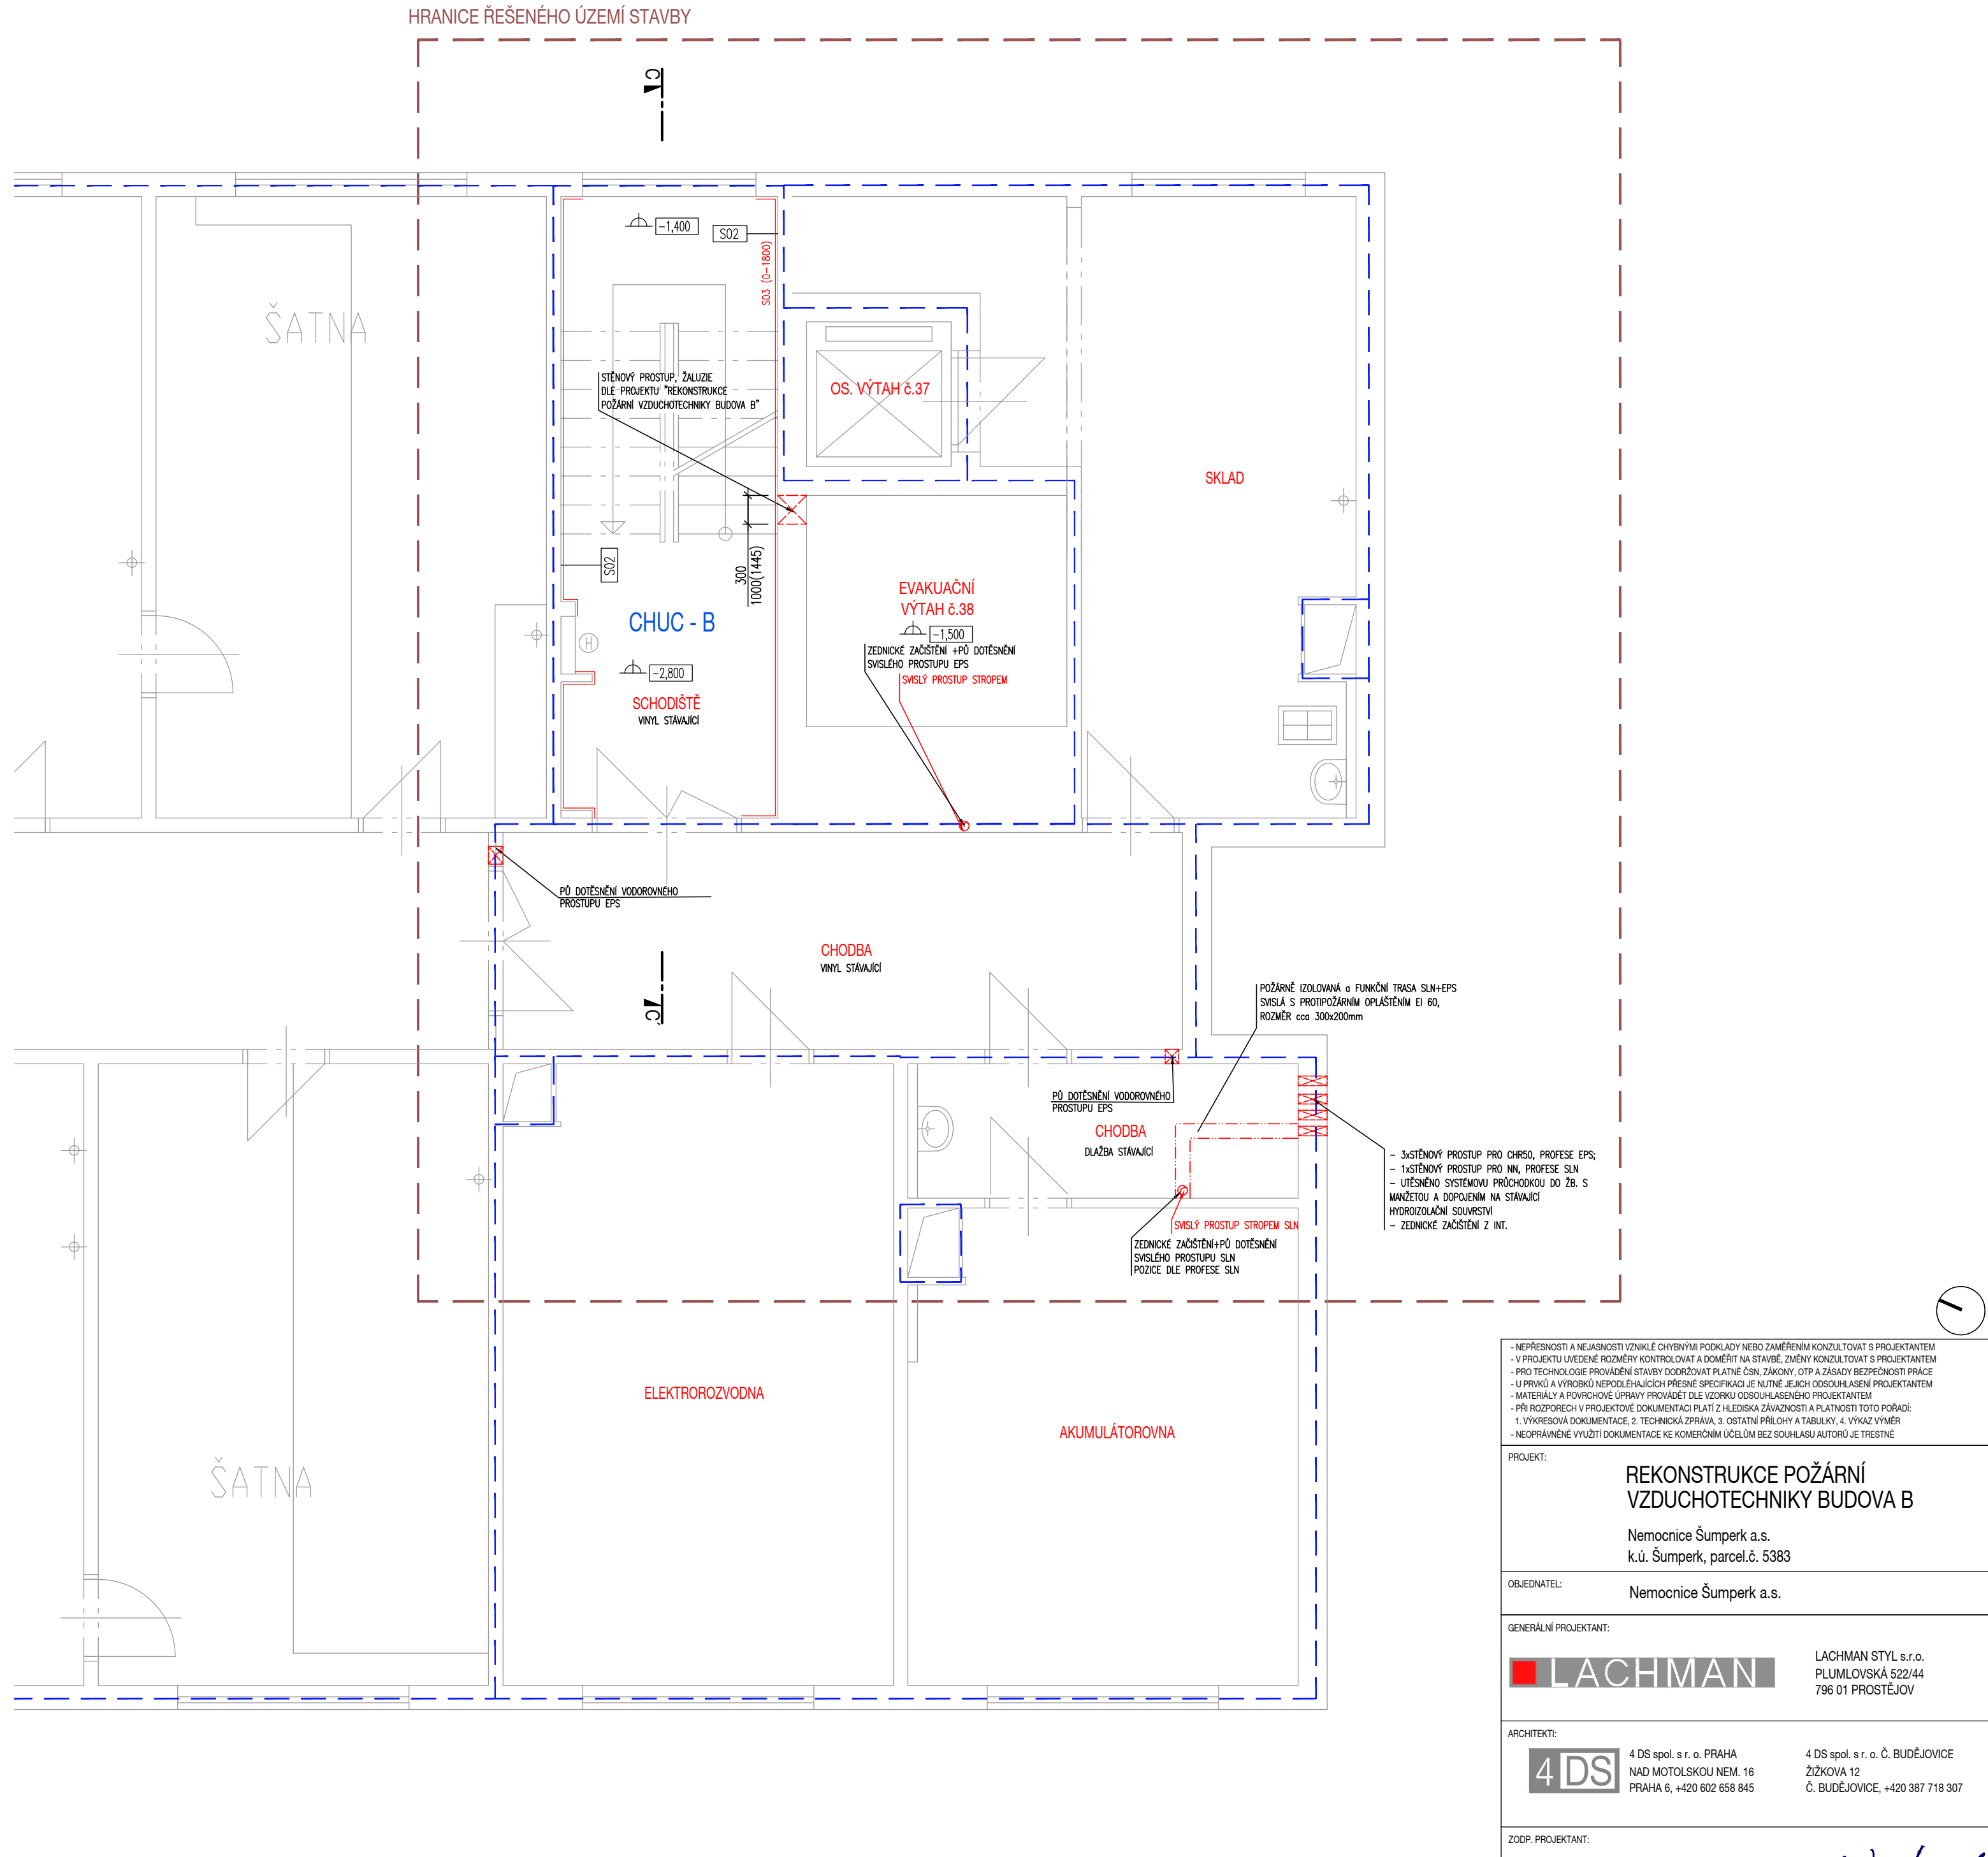 HRANICE ŘEŠENÉHO ÚZEMÍ STAVBY
C
-1,400
S02
S03 (0-1800)
ŠATNA
STĚNOVÝ PROSTUP, ŽALUZIE
DLE PROJEKTU "REKONSTRUKCE
POŽÁRNÍ VZDUCHOTECHNIKY BUDOVA B"
OS. VÝTAH č.37
SKLAD
S02
300
1000(1445)
EVAKUAČNÍ
VÝTAH č.38
-1,500
CHUC - B
H
ZEDNICKÉ ZAČIŠTĚNÍ +PÚ DOTĚSNĚNÍ
SVISLÉHO PROSTUPU EPS
SVISLÝ PROSTUP STROPEM
-2,800
SCHODIŠTĚ
VINYL STÁVAJÍCÍ
PÚ DOTĚSNĚNÍ VODOROVNÉHO
PROSTUPU EPS
CHODBA
VINYL STÁVAJÍCÍ
C'
POŽÁRNĚ IZOLOVANÁ a FUNKČNÍ TRASA SLN+EPS
SVISLÁ S PROTIPOŽÁRNÍM OPLÁŠTĚNÍM EI 60,
ROZMĚR cca 300x200mm
PÚ DOTĚSNĚNÍ VODOROVNÉHO
PROSTUPU EPS
CHODBA
DLAŽBA STÁVAJÍCÍ
- 3xSTĚNOVÝ PROSTUP PRO CHR50, PROFESE EPS;
- 1xSTĚNOVÝ PROSTUP PRO NN, PROFESE SLN
- UTĚSNĚNO SYSTÉMOVU PRŮCHODKOU DO ŽB. S
MANŽETOU A DOPOJENÍM NA STÁVAJÍCÍ
HYDROIZOLAČNÍ SOUVRSTVÍ
- ZEDNICKÉ ZAČIŠTĚNÍ Z INT.
SVISLÝ PROSTUP STROPEM SLN
ZEDNICKÉ ZAČIŠTĚNÍ+PÚ DOTĚSNĚNÍ
SVISLÉHO PROSTUPU SLN
POZICE DLE PROFESE SLN
ELEKTROROZVODNA
AKUMULÁTOROVNA
ŠATNA
- NEPŘESNOSTI A NEJASNOSTI VZNIKLÉ CHYBNÝMI PODKLADY NEBO ZAMĚŘENÍM KONZULTOVAT S PROJEKTANTEM
- V PROJEKTU UVEDENÉ ROZMĚRY KONTROLOVAT A DOMĚŘIT NA STAVBĚ, ZMĚNY KONZULTOVAT S PROJEKTANTEM
- PRO TECHNOLOGIE PROVÁDĚNÍ STAVBY DODRŽOVAT PLATNÉ ČSN, ZÁKONY, OTP A ZÁSADY BEZPEČNOSTI PRÁCE
- U PRVKŮ A VÝROBKŮ NEPODLÉHAJÍCÍCH PŘESNÉ SPECIFIKACI JE NUTNÉ JEJICH ODSOUHLASENÍ PROJEKTANTEM
- MATERIÁLY A POVRCHOVÉ ÚPRAVY PROVÁDĚT DLE VZORKU ODSOUHLASENÉHO PROJEKTANTEM
- PŘI ROZPORECH V PROJEKTOVÉ DOKUMENTACI PLATÍ Z HLEDISKA ZÁVAZNOSTI A PLATNOSTI TOTO POŘADÍ:
1. VÝKRESOVÁ DOKUMENTACE, 2. TECHNICKÁ ZPRÁVA, 3. OSTATNÍ PŘÍLOHY A TABULKY, 4. VÝKAZ VÝMĚR
- NEOPRÁVNĚNÉ VYUŽITÍ DOKUMENTACE KE KOMERČNÍM ÚČELŮM BEZ SOUHLASU AUTORŮ JE TRESTNÉ
PROJEKT:
REKONSTRUKCE POŽÁRNÍ
VZDUCHOTECHNIKY BUDOVA B
Nemocnice Šumperk a.s.
k.ú. Šumperk, parcel.č. 5383
OBJEDNATEL:
Nemocnice Šumperk a.s.
GENERÁLNÍ PROJEKTANT:
LACHMAN
LACHMAN STYL s.r.o.
PLUMLOVSKÁ 522/44
796 01 PROSTĚJOV
ARCHITEKTI:
4 DS
4 DS spol. s r. o. PRAHA
NAD MOTOLSKOU NEM. 16
PRAHA 6, +420 602 658 845
4 DS spol. s r. o. Č. BUDĚJOVICE
ŽIŽKOVA 12
Č. BUDĚJOVICE, +420 387 718 307
ZODP. PROJEKTANT: